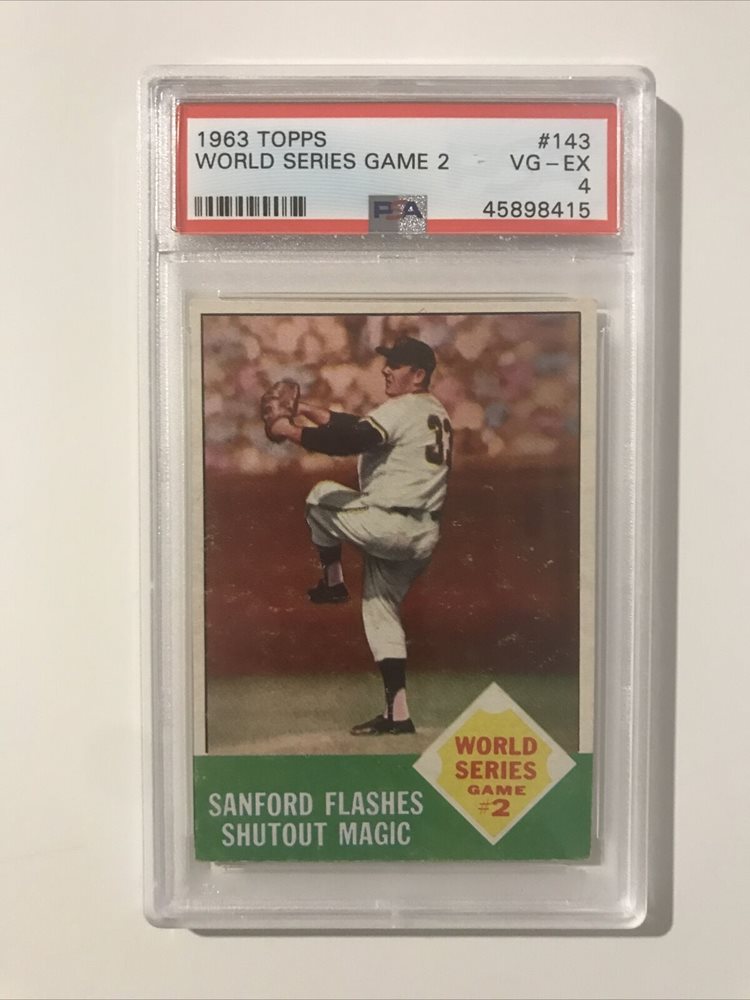 1963 TOPPS #143
WORLD SERIES GAME 2 VG-EX
4
PSA 45898415
33
WORLD
SERIES
GAME
#2
SANFORD FLASHES
SHUTOUT MAGIC